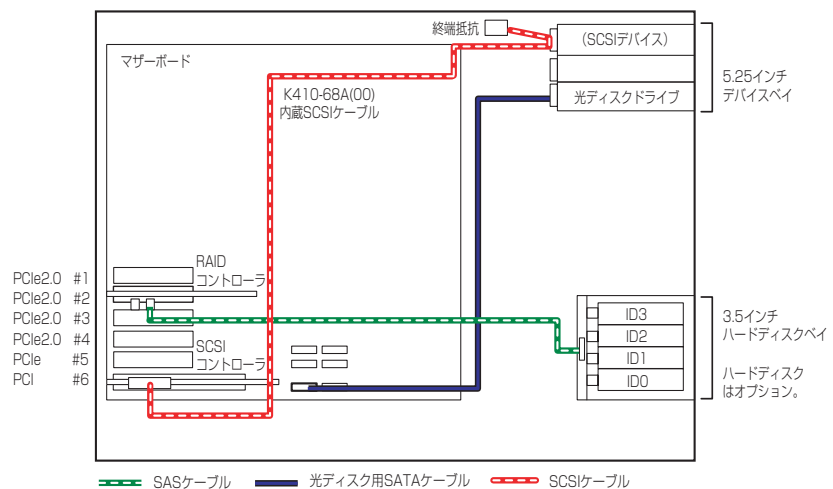 終端抵抗
(SCSIデバイス)
マザーボード
5.25インチ
デバイスベイ
K410-68A(00)
内蔵SCSIケーブル
光ディスクドライブ
RAID
コントローラ
PCIe2.0 #1
PCIe2.0 #2
PCIe2.0 #3
PCIe2.0 #4
PCIe #5
PCI #6
SCSI
コントローラ
ID3
ID2
ID1
ID0
3.5インチ
ハードディスクベイ
ハードディスク
はオプション。
SASケーブル
光ディスク用SATAケーブル
SCSIケーブル